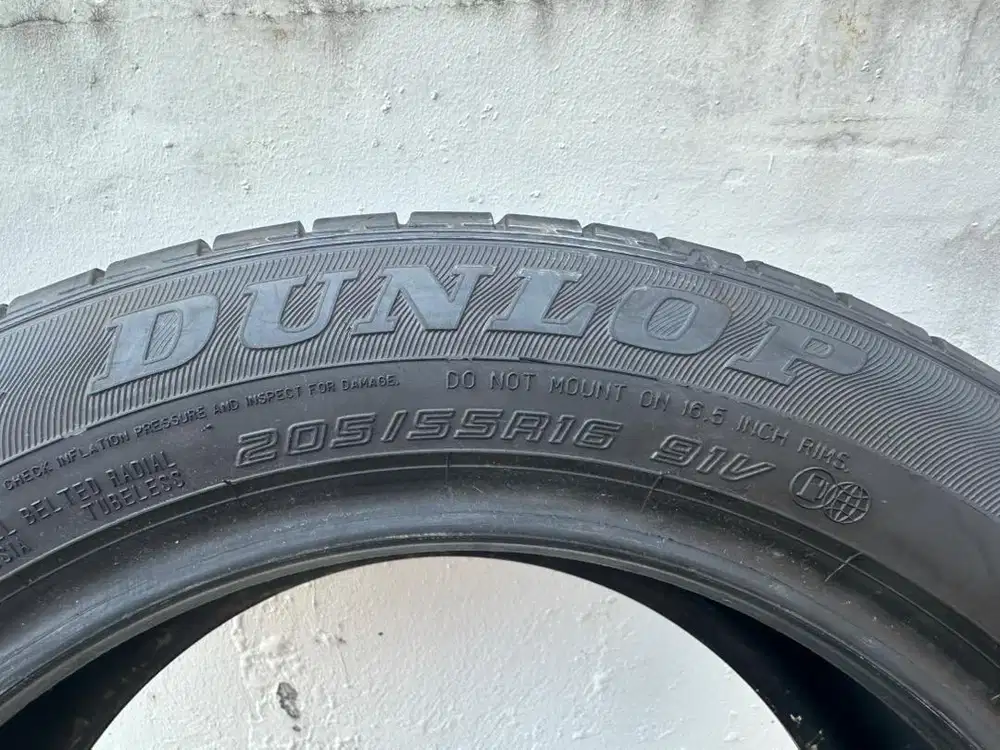 DUNLOP
CHECK INFLATION PRESSURE AND INSPECT FOR DAMAGE. DO NOT MOUNT ON 16.5 INCH RIMS.
205/55R16 91V
BELTED RADIAL
TUBELESS